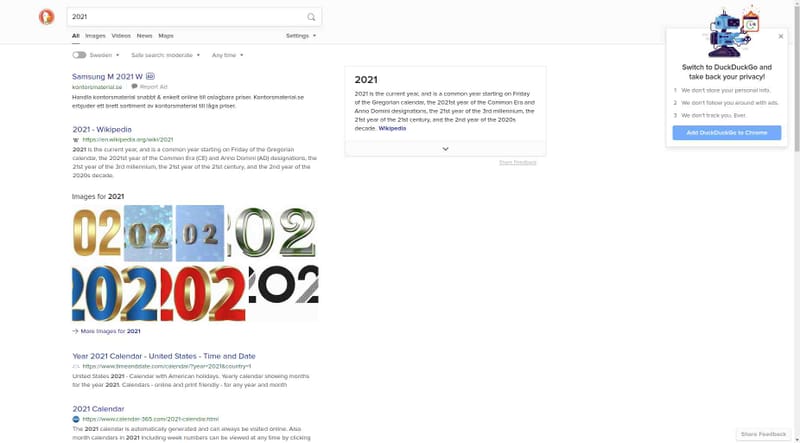 2021
All Images Videos News Maps Settings
Sweden Safe search: moderate Any time
Samsung M 2021 W AD
kontorsmaterial.se Report Ad
Handla kontorsmaterial snabbt & enkelt online till oslagbara priser. Kontorsmaterial.se
erbjuder ett brett sortiment av kontorsmaterial till låga priser.
2021 - Wikipedia
W https://en.wikipedia.org/wiki/2021
2021 is the current year, and is a common year starting on Friday of the Gregorian
calendar, the 2021st year of the Common Era (CE) and Anno Domini (AD) designations, the
21st year of the 3rd millennium, the 21st year of the 21st century, and the 2nd year of the
2020s decade.
Images for 2021
02
02
02
202
202
202
202
→ More Images for 2021
Year 2021 Calendar - United States - Time and Date
https://www.timeanddate.com/calendar/?year=2021&country=1
United States 2021 - Calendar with American holidays. Yearly calendar showing months
for the year 2021. Calendars - online and print friendly - for any year and month
2021 Calendar
https://www.calendar-365.com/2021-calendar.html
The 2021 calendar is automatically generated and can always be visited online. Also
month calendars in 2021 including week numbers can be viewed at any time by clicking
2021
2021 is the current year, and is a common year starting on Friday
of the Gregorian calendar, the 2021st year of the Common Era and
Anno Domini designations, the 21st year of the 3rd millennium, the
21st year of the 21st century, and the 2nd year of the 2020s
decade. Wikipedia
Share Feedback
Switch to DuckDuckGo and
take back your privacy!
1 We don't store your personal info.
2 We don't follow you around with ads.
3 We don't track you. Ever.
Add DuckDuckGo to Chrome
Share Feedback